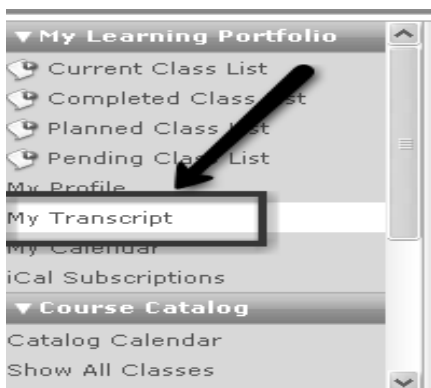 My Learning Portfolio
Current Class List
Completed Class List
Planned Class List
Pending Class List
My Profile
My Transcript
My Calendar
iCal Subscriptions
Course Catalog
Catalog Calendar
Show All Classes